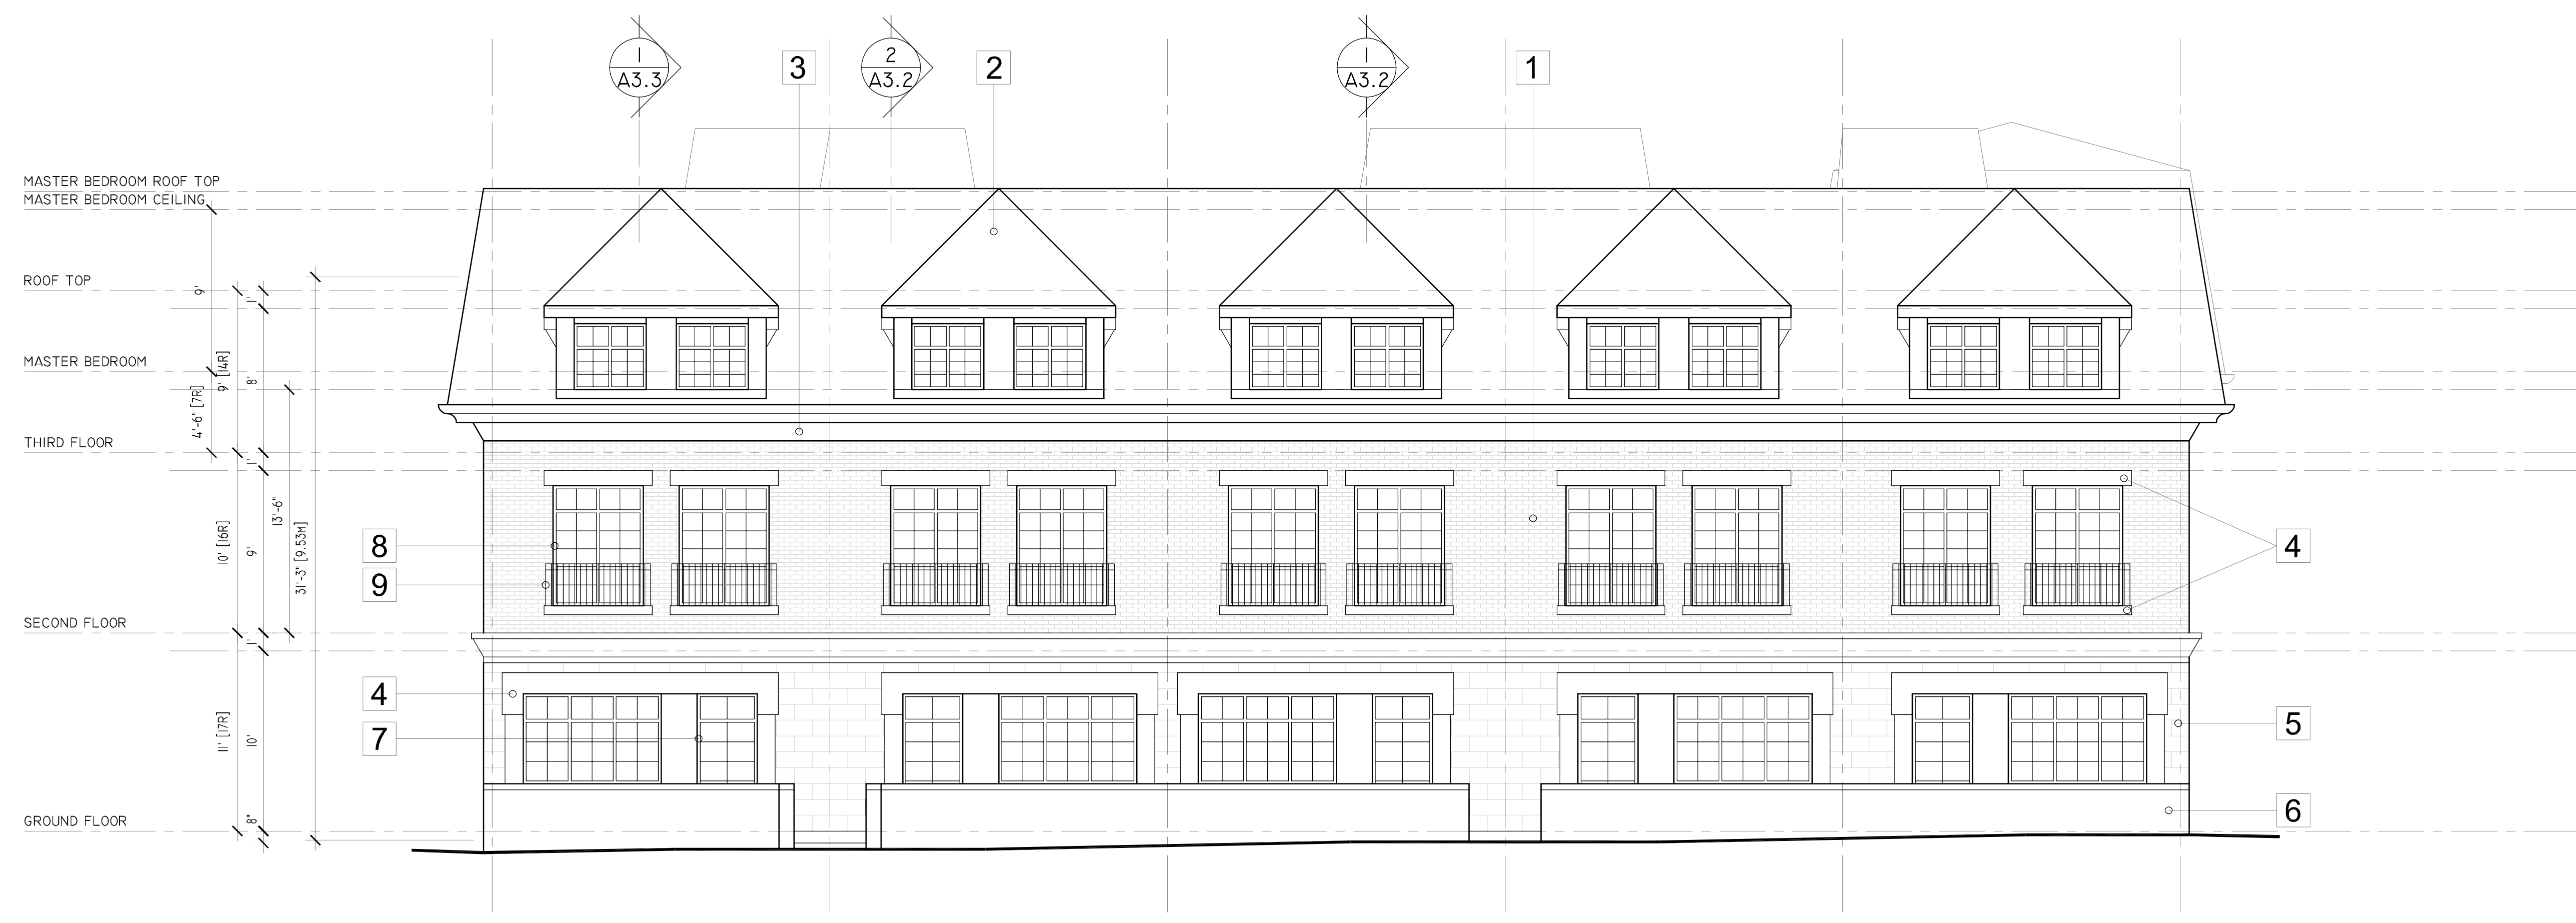 1
A3.3
3
2
A3.2
2
1
A3.2
1
MASTER BEDROOM ROOF TOP
MASTER BEDROOM CEILING
ROOF TOP
9'
1'
MASTER BEDROOM
9' [14R]
8'
4'-6" [7R]
THIRD FLOOR
1'
10' [16R]
9'
13'-6"
31'-3" [9.53M]
8
4
9
SECOND FLOOR
1'
4
7
5
11' [17R]
10'
GROUND FLOOR
8"
6